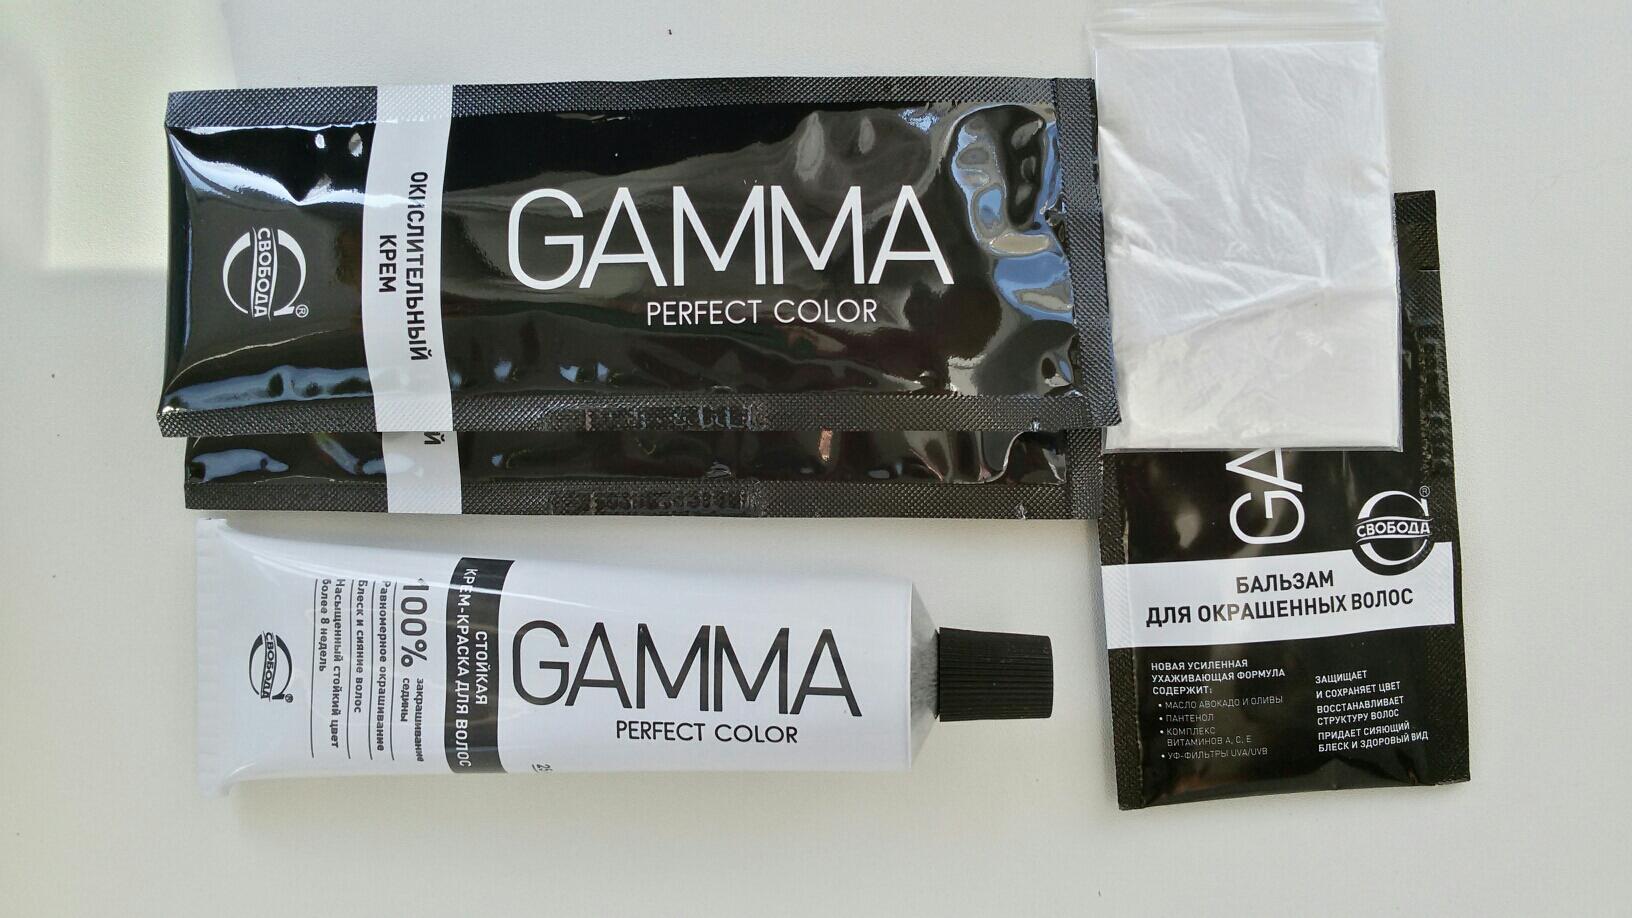 СВОБОДА
®
ОКИСЛИТЕЛЬНЫЙ
КРЕМ
GAMMA
PERFECT COLOR
Й
СТОЙКАЯ
КРЕМ-КРАСКА ДЛЯ ВОЛОС
100% закрашивание
седины
Равномерное окрашивание
Блеск и сияние волос
Насыщенный стойкий цвет
более 8 недель
СВОБОДА
®
GAMMA
PERFECT COLOR
GA
СВОБОДА
®
БАЛЬЗАМ
ДЛЯ ОКРАШЕННЫХ ВОЛОС
НОВАЯ УСИЛЕННАЯ
УХАЖИВАЮЩАЯ ФОРМУЛА
СОДЕРЖИТ:
• МАСЛО АВОКАДО И ОЛИВЫ
• ПАНТЕНОЛ
• КОМПЛЕКС
ВИТАМИНОВ А, С, Е
• УФ-ФИЛЬТРЫ UVA/UVB
ЗАЩИЩАЕТ
И СОХРАНЯЕТ ЦВЕТ
ВОССТАНАВЛИВАЕТ
СТРУКТУРУ ВОЛОС
ПРИДАЕТ СИЯЮЩИЙ
БЛЕСК И ЗДОРОВЫЙ ВИД